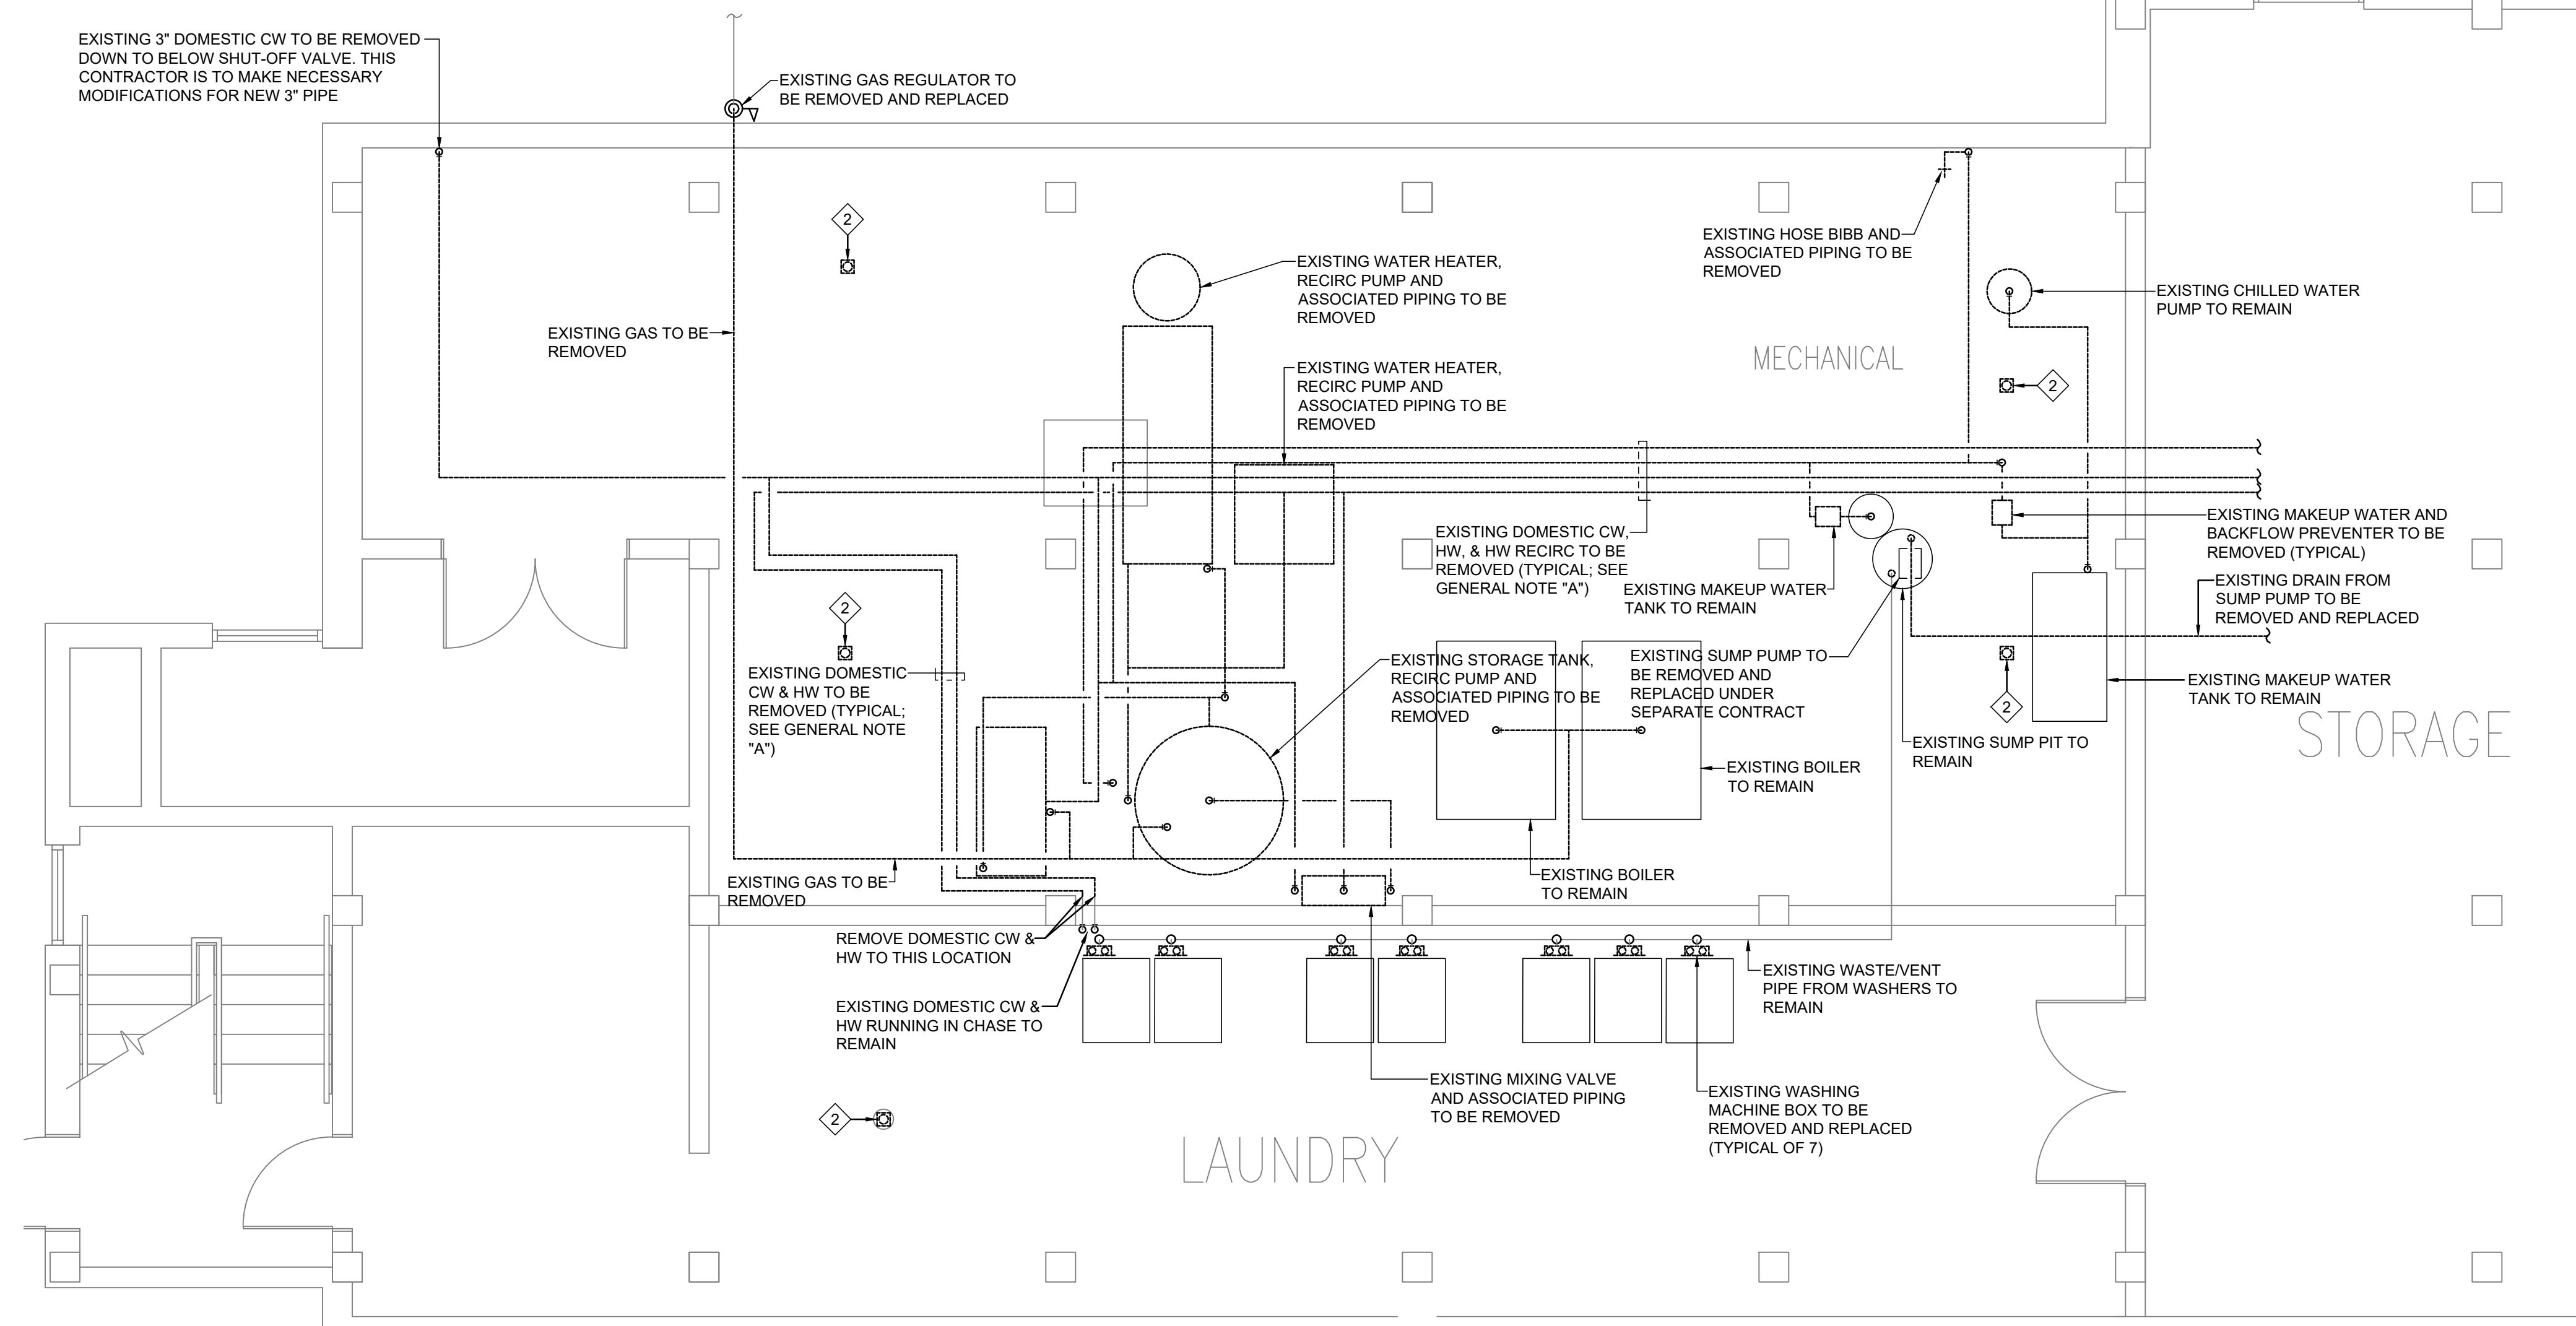 EXISTING 3" DOMESTIC CW TO BE REMOVED
DOWN TO BELOW SHUT-OFF VALVE. THIS
CONTRACTOR IS TO MAKE NECESSARY
MODIFICATIONS FOR NEW 3" PIPE
EXISTING GAS REGULATOR TO
BE REMOVED AND REPLACED
2
EXISTING HOSE BIBB AND
ASSOCIATED PIPING TO BE
REMOVED
EXISTING WATER HEATER,
RECIRC PUMP AND
ASSOCIATED PIPING TO BE
REMOVED
EXISTING CHILLED WATER
PUMP TO REMAIN
EXISTING GAS TO BE
REMOVED
MECHANICAL
EXISTING WATER HEATER,
RECIRC PUMP AND
ASSOCIATED PIPING TO BE
REMOVED
2
EXISTING DOMESTIC CW,
HW, & HW RECIRC TO BE
REMOVED (TYPICAL; SEE
GENERAL NOTE "A")
EXISTING MAKEUP WATER
TANK TO REMAIN
EXISTING MAKEUP WATER AND
BACKFLOW PREVENTER TO BE
REMOVED (TYPICAL)
EXISTING DRAIN FROM
SUMP PUMP TO BE
REMOVED AND REPLACED
2
EXISTING DOMESTIC
CW & HW TO BE
REMOVED (TYPICAL;
SEE GENERAL NOTE
"A")
EXISTING STORAGE TANK,
RECIRC PUMP AND
ASSOCIATED PIPING TO BE
REMOVED
EXISTING SUMP PUMP TO
BE REMOVED AND
REPLACED UNDER
SEPARATE CONTRACT
2
EXISTING MAKEUP WATER
TANK TO REMAIN
EXISTING SUMP PIT TO
REMAIN
STORAGE
EXISTING BOILER
TO REMAIN
EXISTING GAS TO BE
REMOVED
EXISTING BOILER
TO REMAIN
REMOVE DOMESTIC CW &
HW TO THIS LOCATION
EXISTING DOMESTIC CW &
HW RUNNING IN CHASE TO
REMAIN
EXISTING WASTE/VENT
PIPE FROM WASHERS TO
REMAIN
EXISTING MIXING VALVE
AND ASSOCIATED PIPING
TO BE REMOVED
EXISTING WASHING
MACHINE BOX TO BE
REMOVED AND REPLACED
(TYPICAL OF 7)
2
LAUNDRY